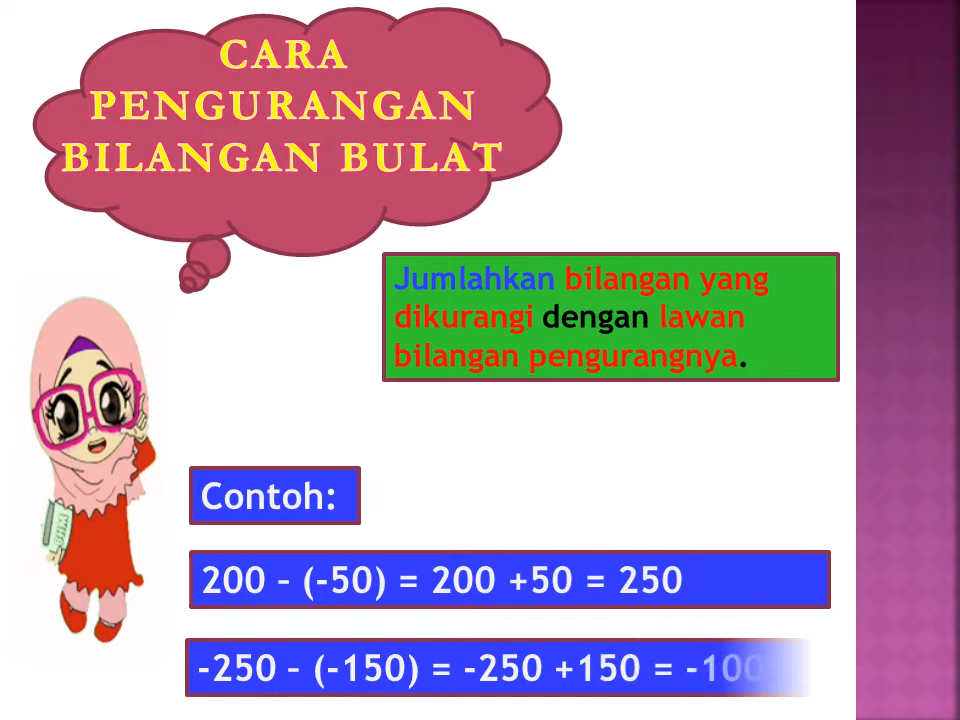 CARA
PENGURANGAN
BILANGAN BULAT
Jumlahkan bilangan yang
dikurangi dengan lawan
bilangan pengurangnya.
Contoh:
200 – (-50) = 200 +50 = 250
-250 – (-150) = -250 +150 = -100